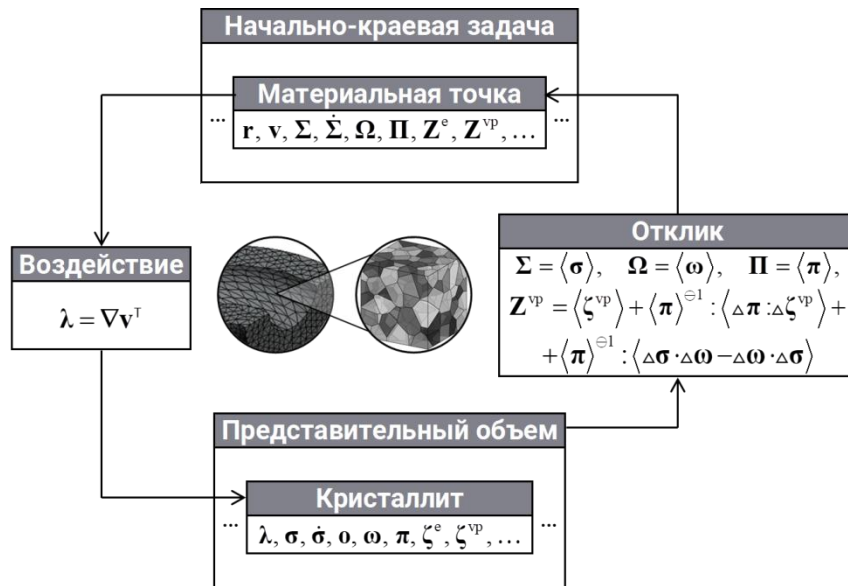 Начально-краевая задача
Материальная точка
... r, v, Σ, Σ̇, Ω, Π, Zᵉ, Zᵛᵖ, ... ...
Воздействие
λ = ∇vᵀ
Отклик
Σ = ⟨σ⟩, Ω = ⟨ω⟩, Π = ⟨π⟩,
Zᵛᵖ = ⟨ζᵛᵖ⟩ + ⟨π⟩^⊖1 : ⟨△π : △ζᵛᵖ⟩ +
+ ⟨π⟩^⊖1 : ⟨△σ · △ω − △ω · △σ⟩
Представительный объем
Кристаллит
... λ, σ, σ̇, o, ω, π, ζᵉ, ζᵛᵖ, ... ...